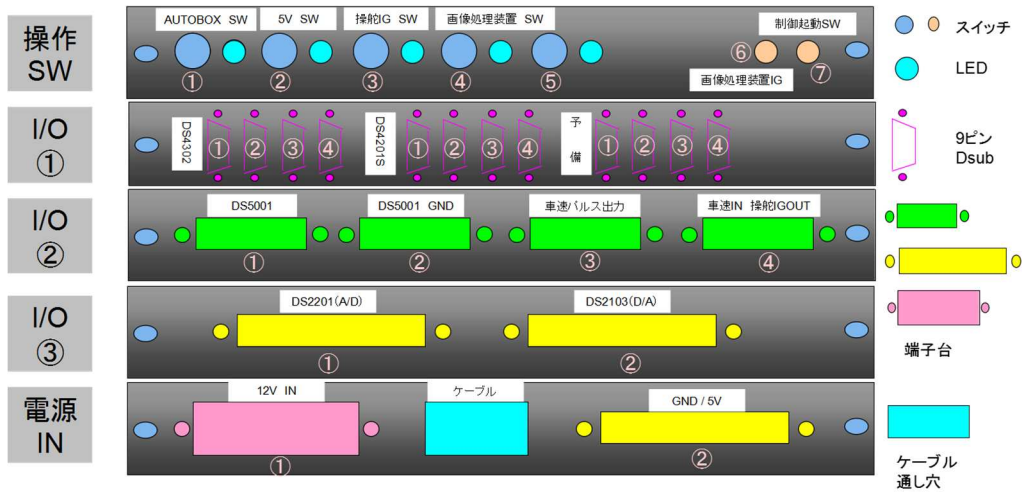 操作
SW
AUTOBOX SW
5V SW
操舵IG SW
画像処理装置 SW
制御起動SW
① ② ③ ④ ⑤ ⑥ ⑦
画像処理装置IG
スイッチ
LED
I/O
①
DS4302
① ② ③ ④
DS4201S
① ② ③ ④
予
備
① ② ③ ④
9ピン
Dsub
I/O
②
DS5001
DS5001 GND
車速パルス出力
車速IN 操舵IGOUT
① ② ③ ④
I/O
③
DS2201(A/D)
DS2103(D/A)
① ②
端子台
電源
IN
12V IN
ケーブル
GND / 5V
① ②
ケーブル
通し穴